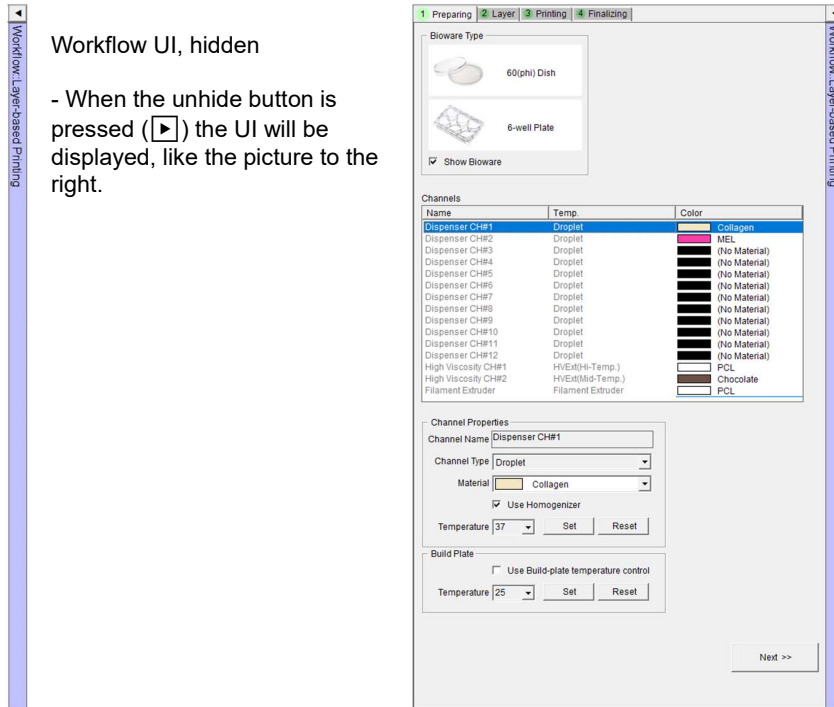 Workflow: Layer-based Printing
Workflow UI, hidden
- When the unhide button is
pressed (▶) the UI will be
displayed, like the picture to the
right.
1 Preparing 2 Layer 3 Printing 4 Finalizing
Bioware Type
60(phi) Dish
6-well Plate
Show Bioware
Channels
Name Temp. Color
Dispenser CH#1 Droplet Collagen
Dispenser CH#2 Droplet MEL
Dispenser CH#3 Droplet (No Material)
Dispenser CH#4 Droplet (No Material)
Dispenser CH#5 Droplet (No Material)
Dispenser CH#6 Droplet (No Material)
Dispenser CH#7 Droplet (No Material)
Dispenser CH#8 Droplet (No Material)
Dispenser CH#9 Droplet (No Material)
Dispenser CH#10 Droplet (No Material)
Dispenser CH#11 Droplet (No Material)
Dispenser CH#12 Droplet (No Material)
High Viscosity CH#1 HVExt(Hi-Temp.) PCL
High Viscosity CH#2 HVExt(Mid-Temp.) Chocolate
Filament Extruder Filament Extruder PCL
Channel Properties
Channel Name Dispenser CH#1
Channel Type Droplet
Material Collagen
Use Homogenizer
Temperature 37 Set Reset
Build Plate
Use Build-plate temperature control
Temperature 25 Set Reset
Next >>
Workflow: Layer-based Printing